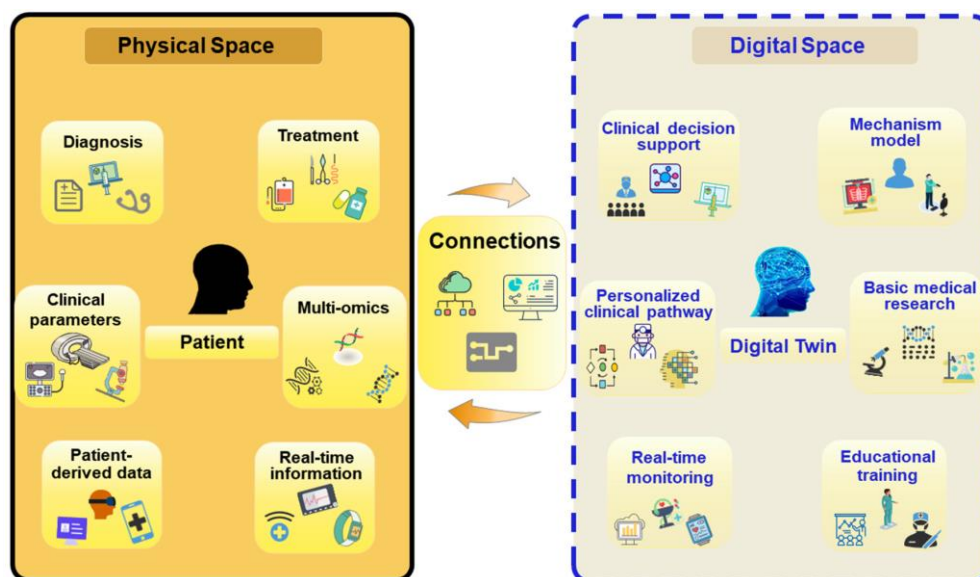 Physical Space
Diagnosis
Treatment
Clinical
parameters
Patient
Multi-omics
Patient-
derived data
Real-time
information
Connections
Digital Space
Clinical decision
support
Mechanism
model
Personalized
clinical pathway
Digital Twin
Basic medical
research
Real-time
monitoring
Educational
training